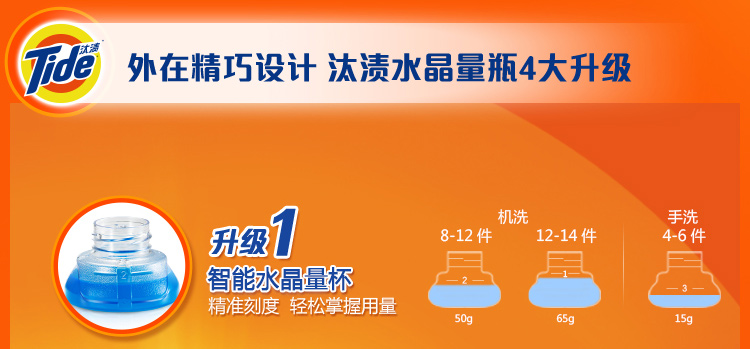 Tide 汰渍
外在精巧设计 汰渍水晶量瓶4大升级
升级1
智能水晶量杯
精准刻度 轻松掌握用量
2
机洗
8-12 件 12-14 件
2 1
50g 65g
手洗
4-6 件
3
15g